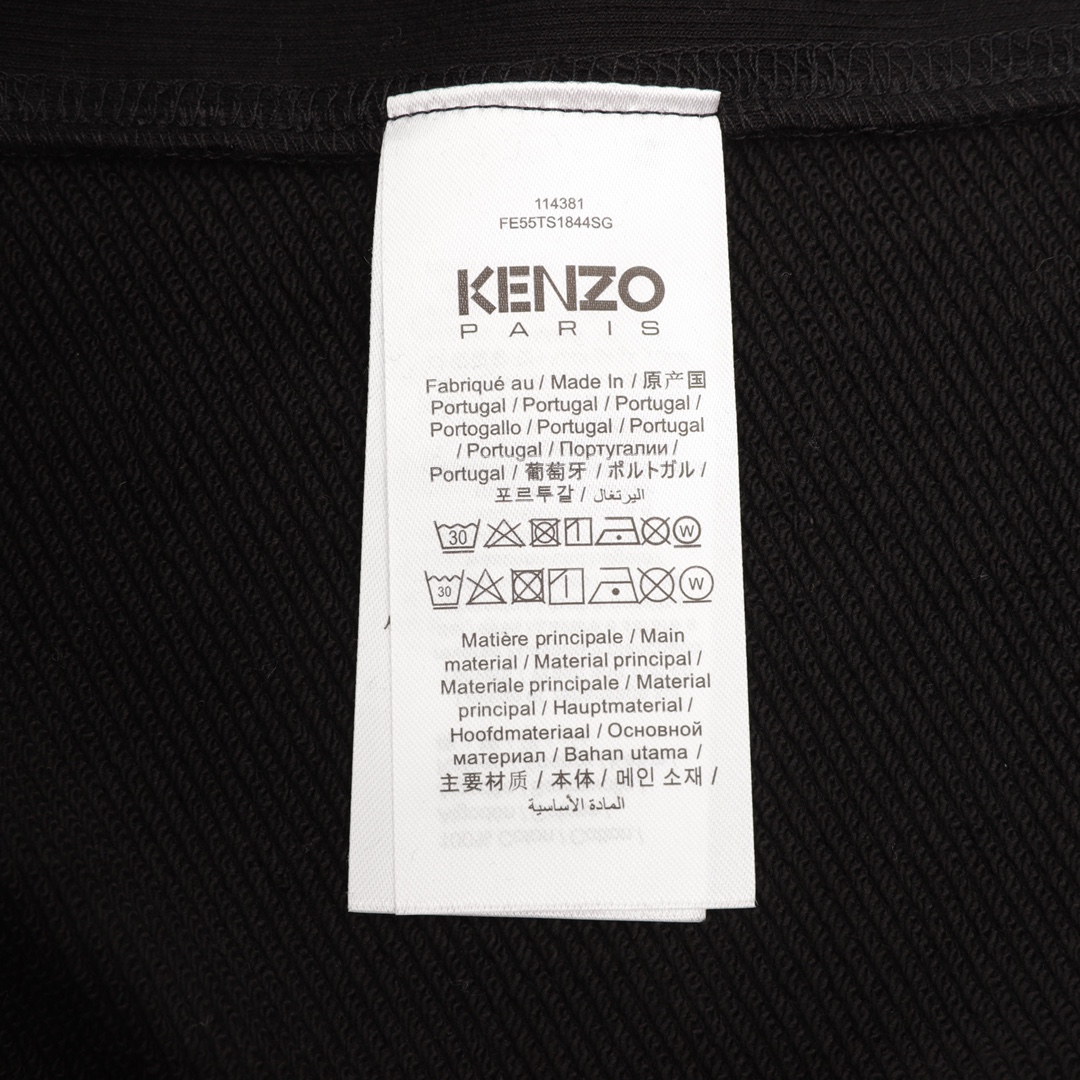 114381
FE55TS1844SG
KENZO
PARIS
Fabriqué au / Made In / 原产国
Portugal / Portugal / Portugal /
Portogallo / Portugal / Portugal
/ Portugal / Португалии /
Portugal / 葡萄牙 / ポルトガル /
포르투갈 / البرتغال
30 W
30 W
Matière principale / Main
material / Material principal /
Materiale principale / Material
principal / Hauptmaterial /
Hoofdmateriaal / Основной
материал / Bahan utama /
主要材质 / 本体 / 메인 소재 /
المادة الأساسية